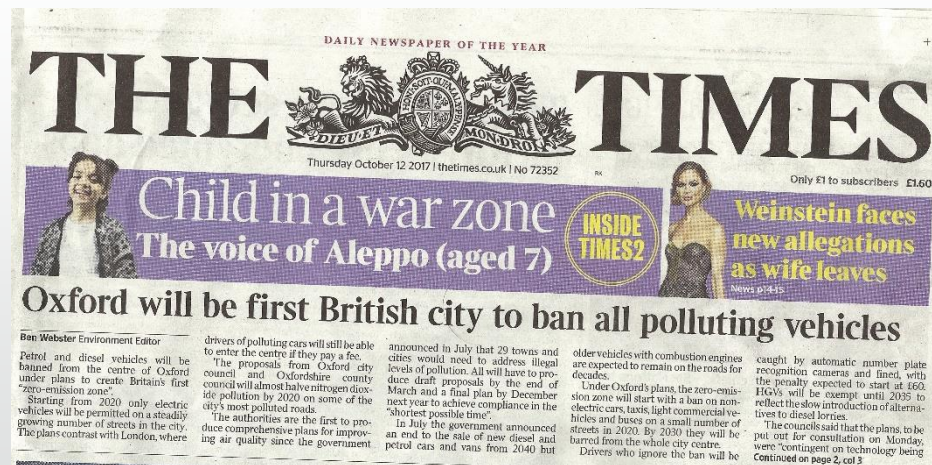 DAILY NEWSPAPER OF THE YEAR
THE TIMES
DIEU·ET MON·DROIT
Thursday October 12 2017 | thetimes.co.uk | No 72352
RK
Only £1 to subscribers £1.60
Child in a war zone
The voice of Aleppo (aged 7)
INSIDE
TIMES2
Weinstein faces
new allegations
as wife leaves
News p14-15
Oxford will be first British city to ban all polluting vehicles
Ben Webster Environment Editor
Petrol and diesel vehicles will be
banned from the centre of Oxford
under plans to create Britain's first
"zero-emission zone".
Starting from 2020 only electric
vehicles will be permitted on a steadily
growing number of streets in the city.
The plans contrast with London, where
drivers of polluting cars will still be able
to enter the centre if they pay a fee.
The proposals from Oxford city
council and Oxfordshire county
council will almost halve nitrogen diox-
ide pollution by 2020 on some of the
city's most polluted roads.
The authorities are the first to pro-
duce comprehensive plans for improv-
ing air quality since the government
announced in July that 29 towns and
cities would need to address illegal
levels of pollution. All will have to pro-
duce draft proposals by the end of
March and a final plan by December
next year to achieve compliance in the
"shortest possible time".
In July the government announced
an end to the sale of new diesel and
petrol cars and vans from 2040 but
older vehicles with combustion engines
are expected to remain on the roads for
decades.
Under Oxford's plans, the zero-emis-
sion zone will start with a ban on non-
electric cars, taxis, light commercial ve-
hicles and buses on a small number of
streets in 2020. By 2030 they will be
barred from the whole city centre.
Drivers who ignore the ban will be
caught by automatic number plate
recognition cameras and fined, with
the penalty expected to start at £60.
HGVs will be exempt until 2035 to
reflect the slow introduction of alterna-
tives to diesel lorries.
The councils said that the plans, to be
put out for consultation on Monday,
were "contingent on technology being
Continued on page 2, col 3